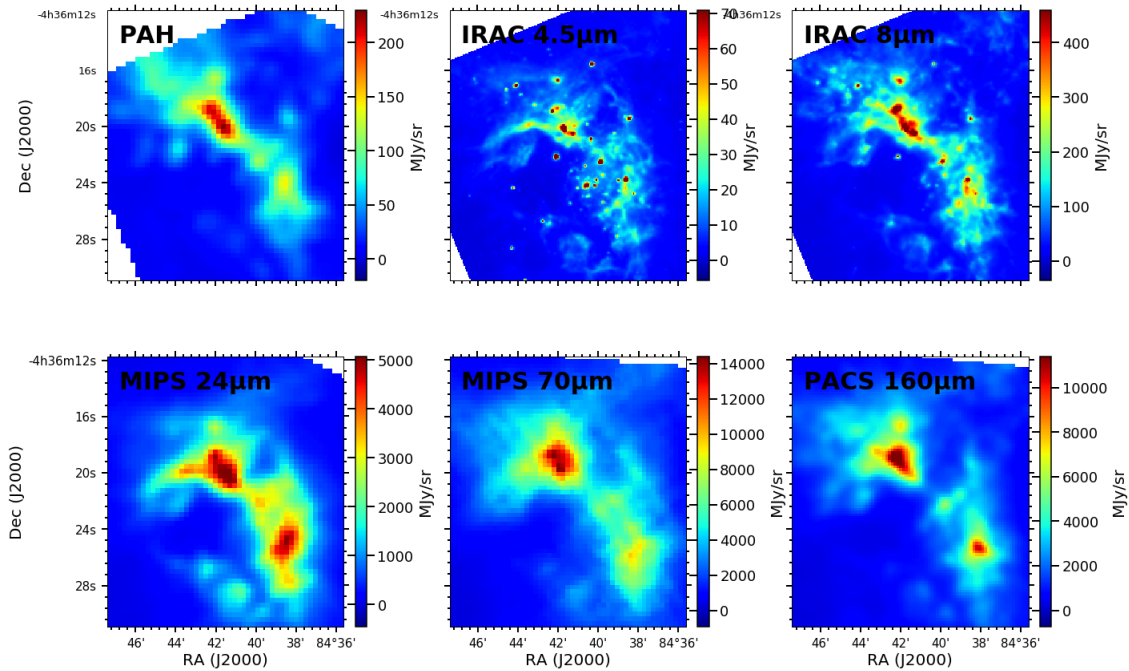 -4h36m12s
PAH
200
150
100
50
0
MJy/sr
16s
20s
24s
28s
Dec (J2000)
IRAC 4.5μm
70
60
50
40
30
20
10
0
MJy/sr
-4h36m12s
IRAC 8μm
400
300
200
100
0
MJy/sr
-4h36m12s
MIPS 24μm
5000
4000
3000
2000
1000
0
MJy/sr
16s
20s
24s
28s
Dec (J2000)
46' 44' 42' 40' 38' 84°36'
RA (J2000)
MIPS 70μm
14000
12000
10000
8000
6000
4000
2000
0
MJy/sr
46' 44' 42' 40' 38' 84°36'
RA (J2000)
PACS 160μm
10000
8000
6000
4000
2000
0
MJy/sr
46' 44' 42' 40' 38' 84°36'
RA (J2000)